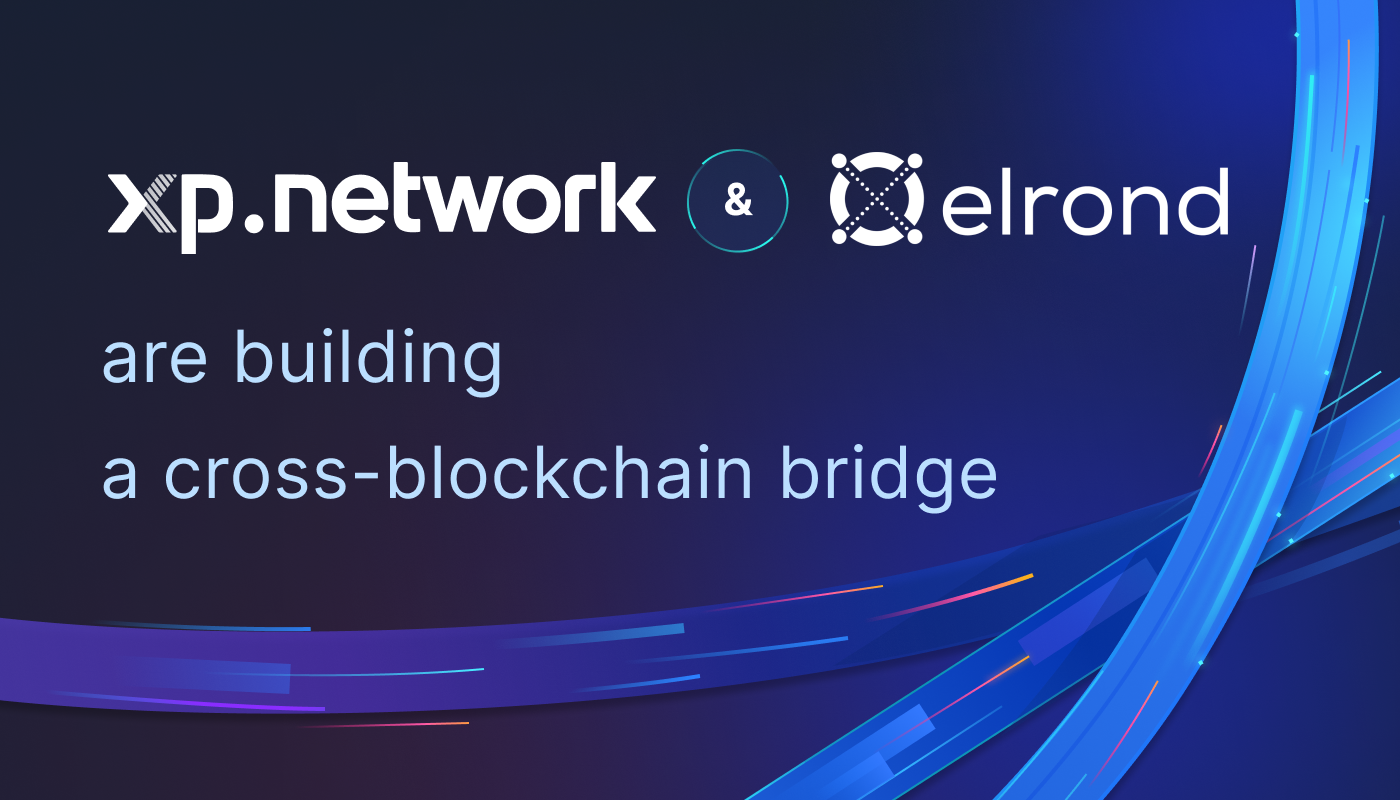 xp.network & elrond
are building
a cross-blockchain bridge